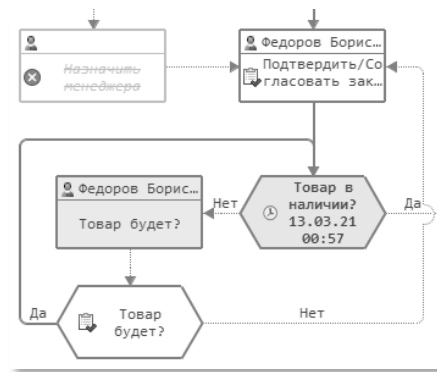 Назначить
менеджера
Федоров Борис...
Подтвердить/Со
гласовать зак...
Федоров Борис...
Товар будет?
Нет
Товар в
наличии?
13.03.21
00:57
Да
Да
Товар
будет?
Нет